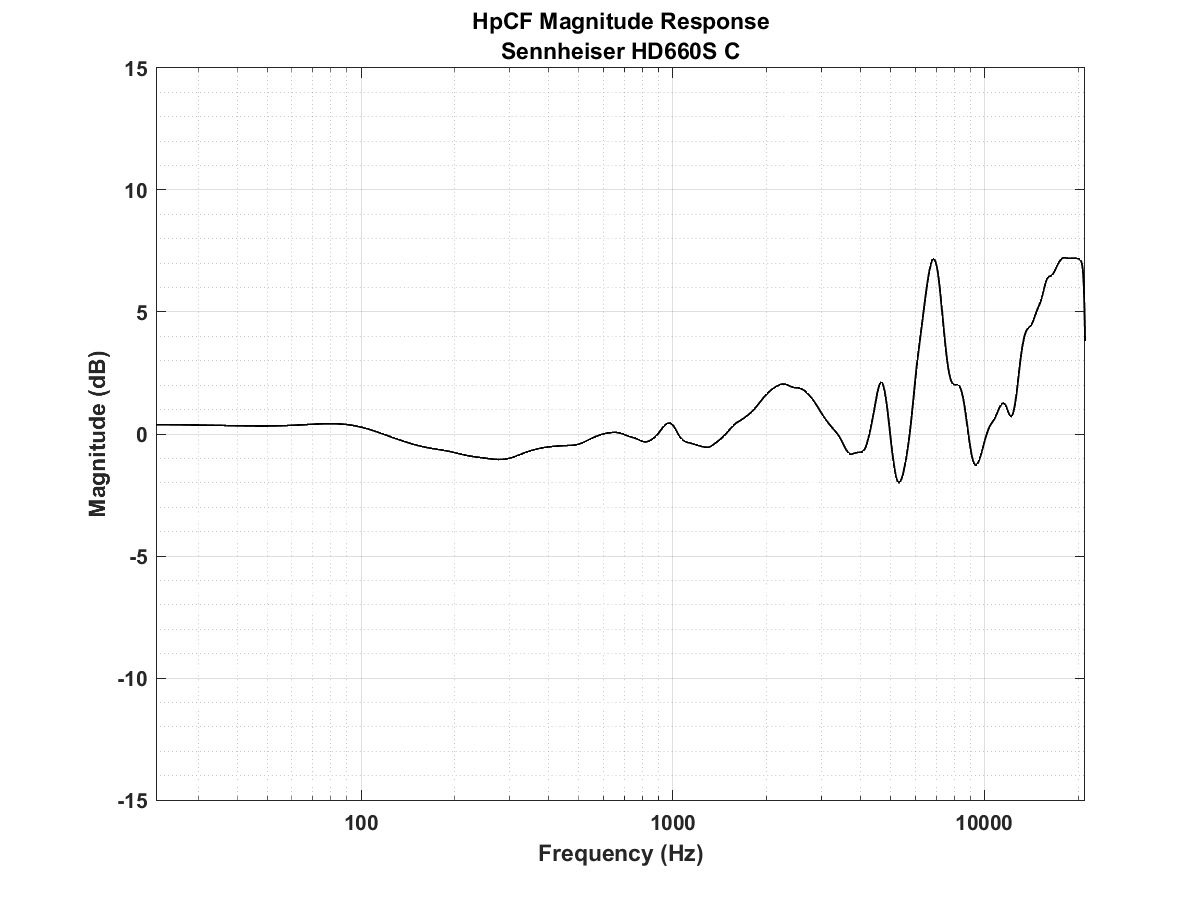 HpCF Magnitude Response
Sennheiser HD660S C
15
10
5
0
-5
-10
-15
Magnitude (dB)
100
1000
10000
Frequency (Hz)